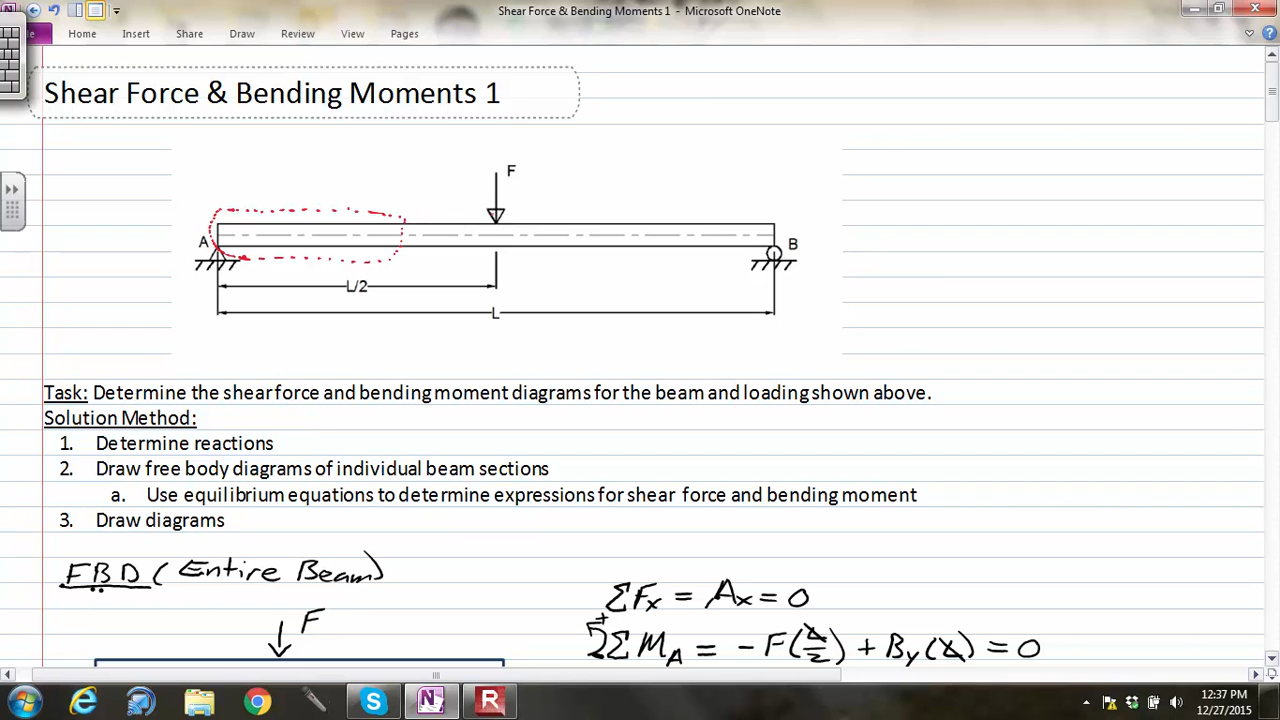 Shear Force & Bending Moments 1 - Microsoft OneNote
Home Insert Share Draw Review View Pages
Shear Force & Bending Moments 1
F
A
B
L/2
L
Task: Determine the shear force and bending moment diagrams for the beam and loading shown above.
Solution Method:
1. Determine reactions
2. Draw free body diagrams of individual beam sections
a. Use equilibrium equations to determine expressions for shear force and bending moment
3. Draw diagrams
FBD (Entire Beam)
F
ΣFx = Ax = 0
+ ΣMA = - F(L/2) + By(L) = 0
12:37 PM
12/27/2015